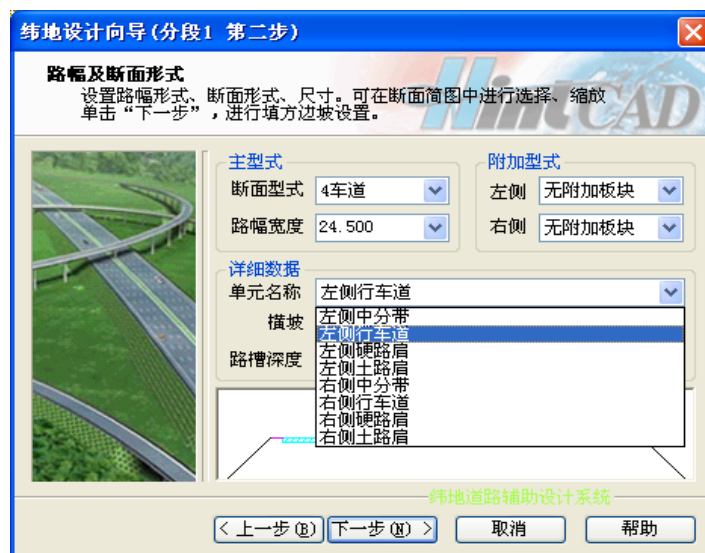 纬地设计向导(分段1 第二步)
路幅及断面形式
设置路幅形式、断面形式、尺寸。可在断面简图中进行选择、缩放
单击“下一步”,进行填方边坡设置。
HintCAD
主型式
断面型式 4车道
路幅宽度 24.500
附加型式
左侧 无附加板块
右侧 无附加板块
详细数据
单元名称 左侧行车道
横坡
路槽深度
左侧中分带
左侧行车道
左侧硬路肩
左侧土路肩
右侧中分带
右侧行车道
右侧硬路肩
右侧土路肩
纬地道路辅助设计系统
< 上一步(B) 下一步(N) > 取消 帮助